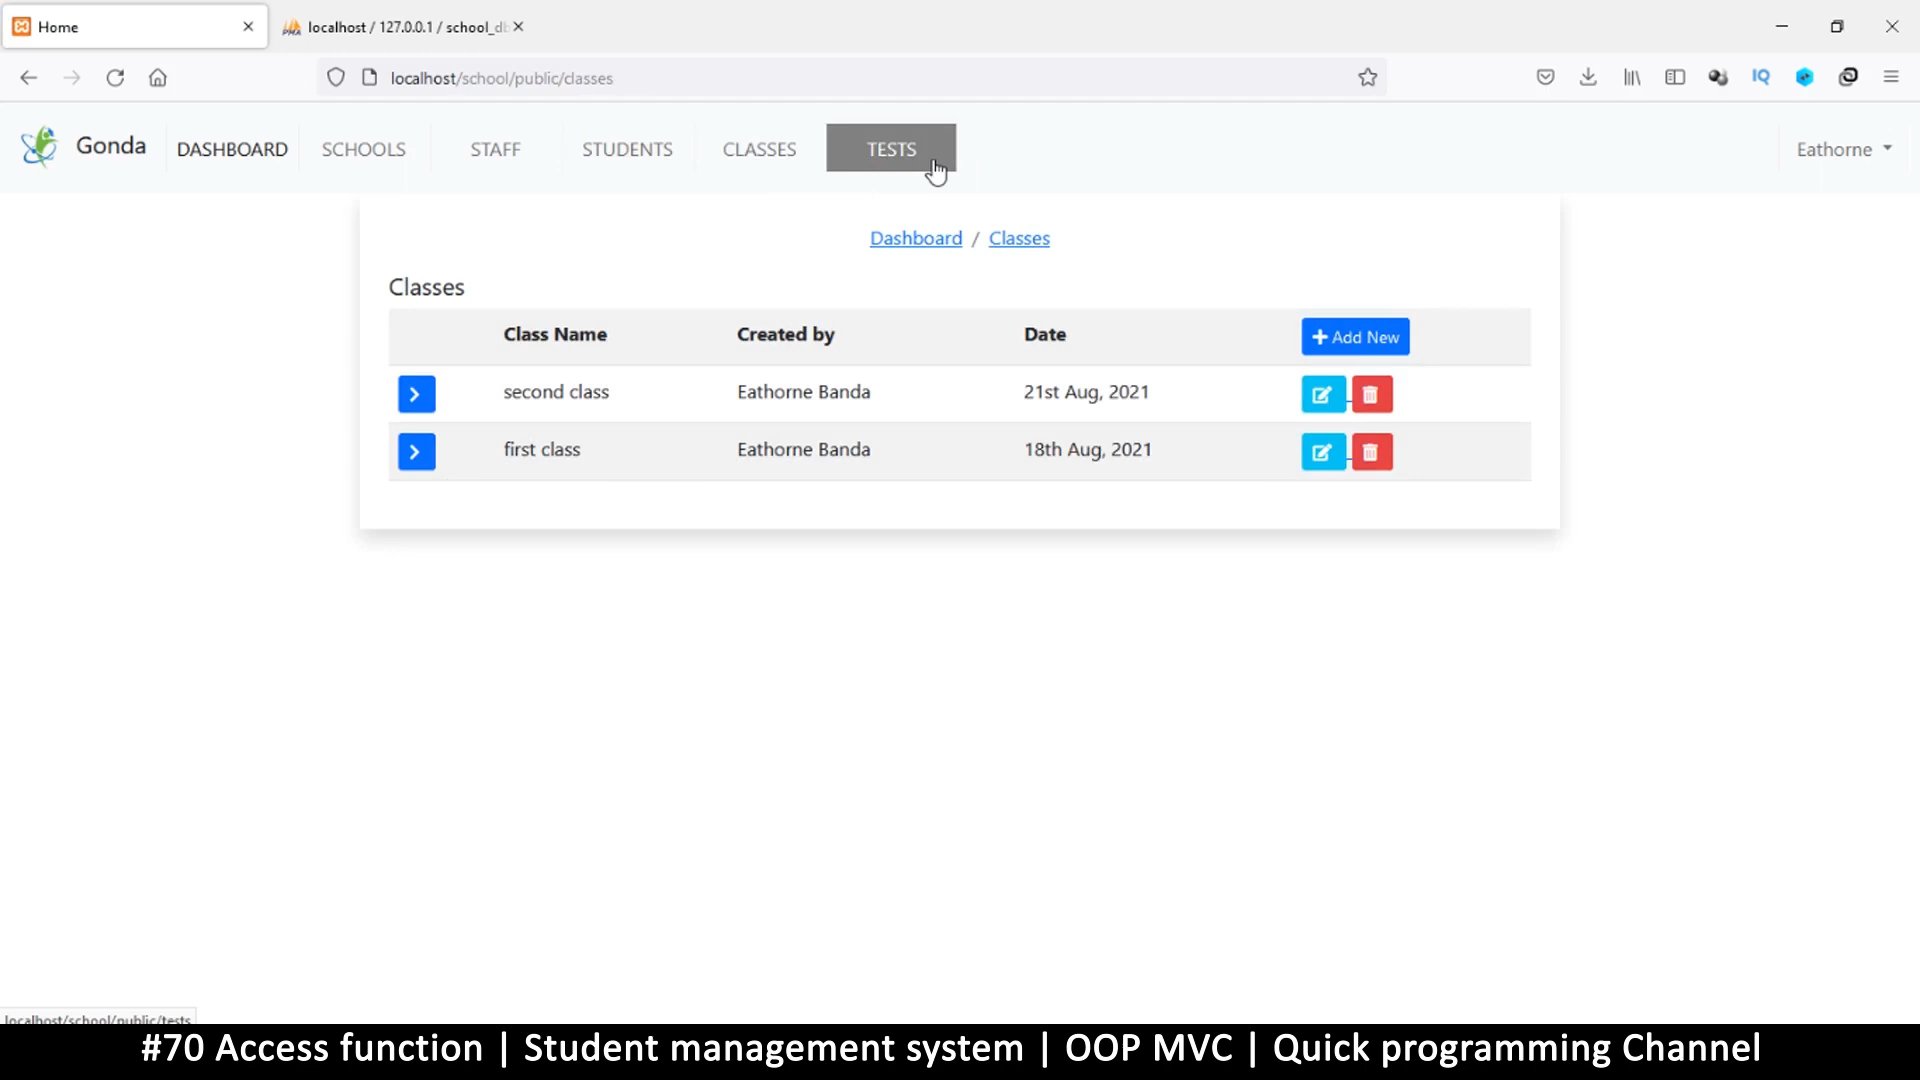 Home
localhost / 127.0.0.1 / school_db
localhost/school/public/classes
IQ
Gonda
DASHBOARD
SCHOOLS
STAFF
STUDENTS
CLASSES
TESTS
Eathorne
Dashboard / Classes
Classes
Class Name Created by Date Add New
second class Eathorne Banda 21st Aug, 2021
first class Eathorne Banda 18th Aug, 2021
localhost/school/public/tests
#70 Access function | Student management system | OOP MVC | Quick programming Channel